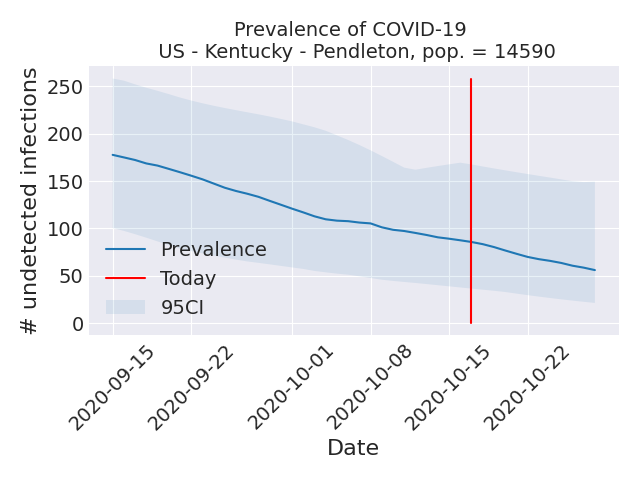 Prevalence of COVID-19
US - Kentucky - Pendleton, pop. = 14590
# undetected infections
250
200
150
100
50
0
Prevalence
Today
95CI
2020-09-15
2020-09-22
2020-10-01
2020-10-08
2020-10-15
2020-10-22
Date